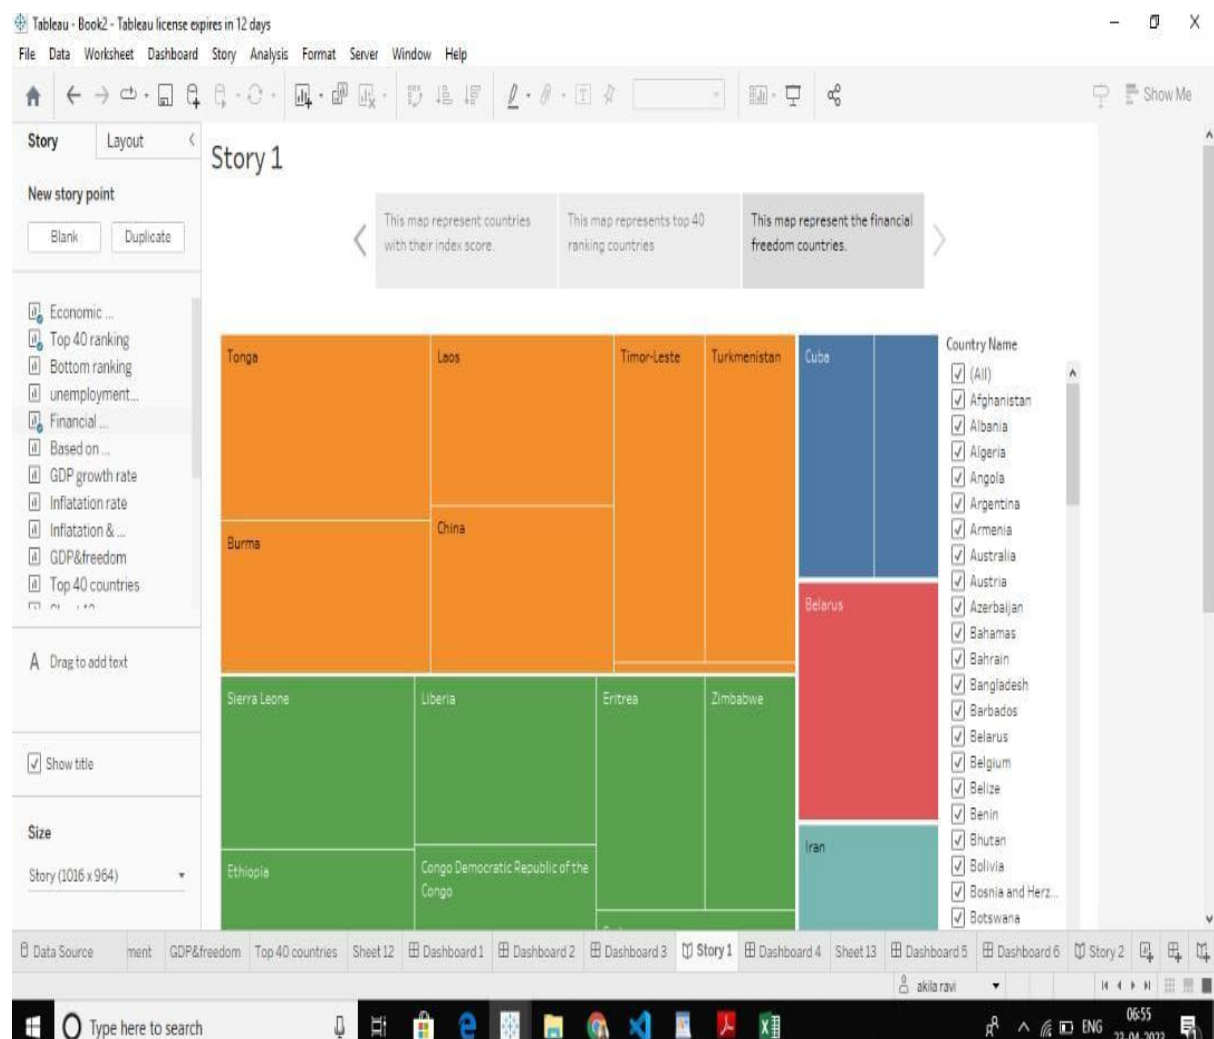 Tableau - Book2 - Tableau license expires in 12 days
File Data Worksheet Dashboard Story Analysis Format Server Window Help
Show Me
Story Layout
New story point
Blank Duplicate
Economic ...
Top 40 ranking
Bottom ranking
unemployment...
Financial ...
Based on ...
GDP growth rate
Inflatation rate
Inflatation & ...
GDP&freedom
Top 40 countries
A Drag to add text
Show title
Size
Story (1016 x 964)
Story 1
This map represent countries
with their index score.
This map represents top 40
ranking countries
This map represent the financial
freedom countries.
Tonga
Laos
Timor-Leste
Turkmenistan
Cuba
Burma
China
Belarus
Sierra Leone
Liberia
Eritrea
Zimbabwe
Iran
Ethiopia
Congo Democratic Republic of the
Congo
Country Name
(All)
Afghanistan
Albania
Algeria
Angola
Argentina
Armenia
Australia
Austria
Azerbaijan
Bahamas
Bahrain
Bangladesh
Barbados
Belarus
Belgium
Belize
Benin
Bhutan
Bolivia
Bosnia and Herz...
Botswana
Data Source ment GDP&freedom Top 40 countries Sheet 12 Dashboard 1 Dashboard 2 Dashboard 3 Story 1 Dashboard 4 Sheet 13 Dashboard 5 Dashboard 6 Story 2
akila ravi
Type here to search
ENG
06:55
23-04-2023